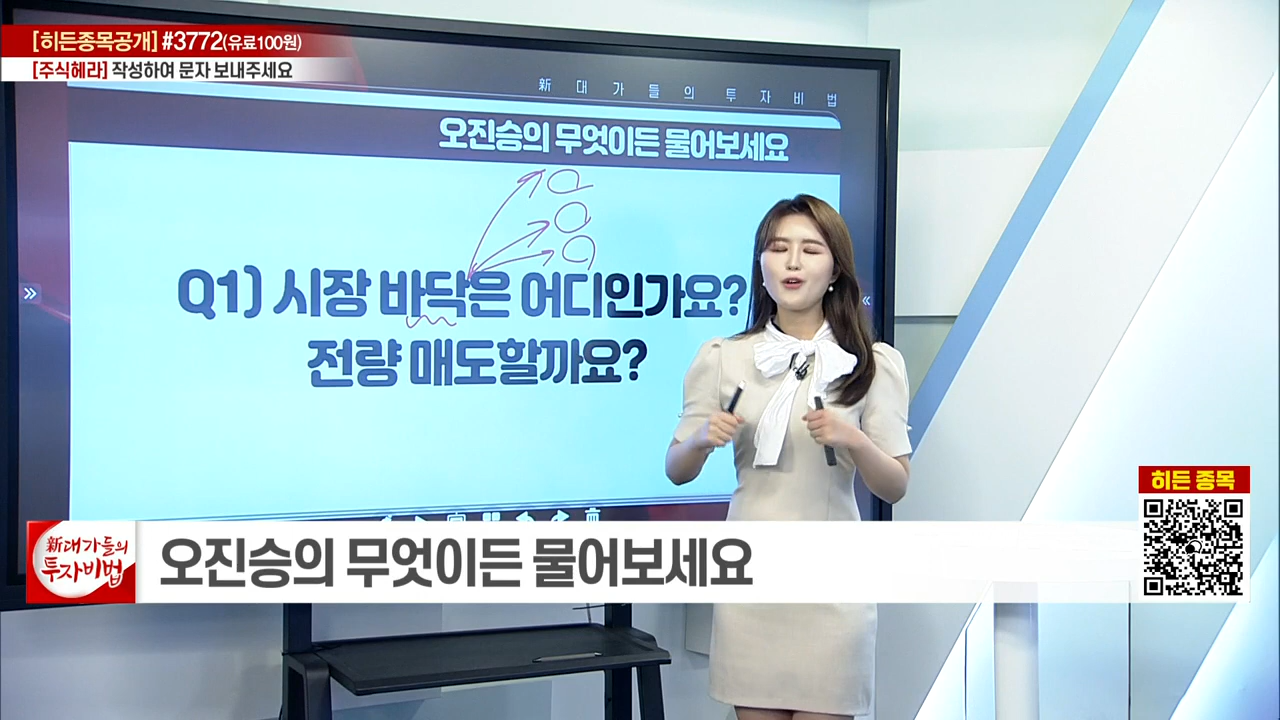 [히든종목공개] #3772(유료100원)
[주식헤라] 작성하여 문자 보내주세요
新대가들의 투자비법
오진승의 무엇이든 물어보세요
Q1) 시장 바닥은 어디인가요?
전량 매도할까요?
히든 종목
新대가들의
투자비법
오진승의 무엇이든 물어보세요